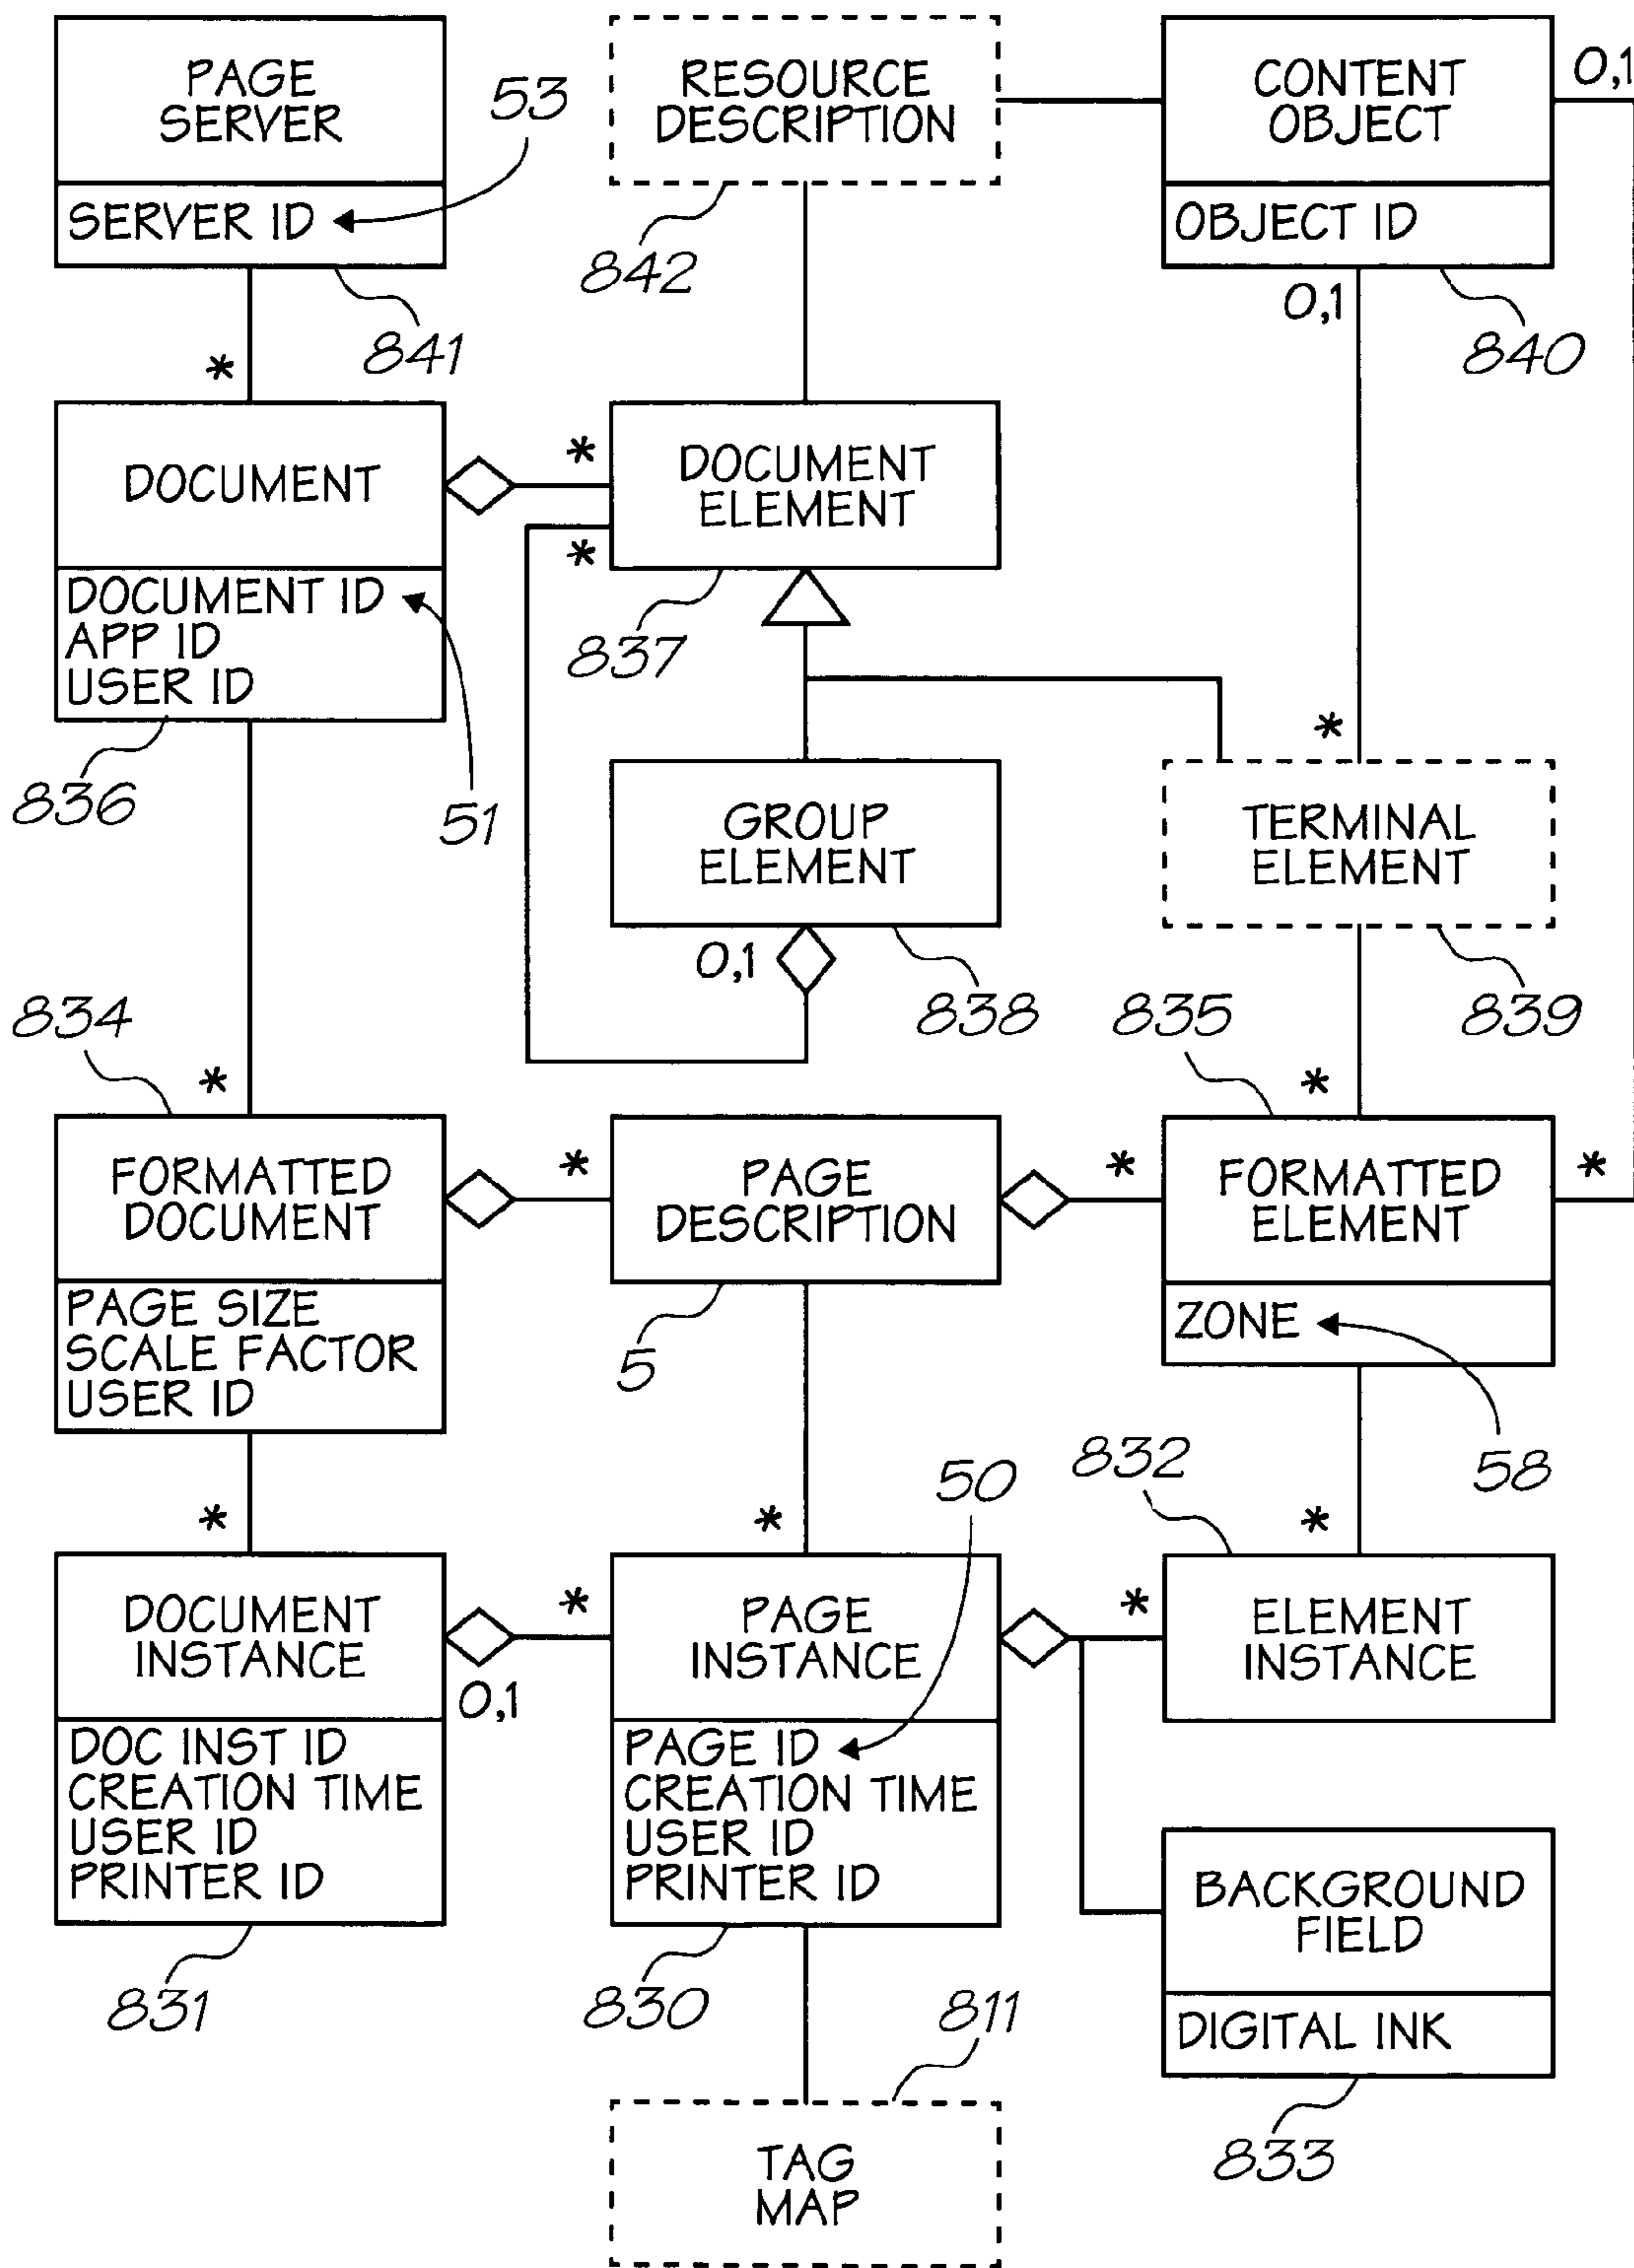 PAGE
SERVER
SERVER ID
53
841
RESOURCE
DESCRIPTION
842
CONTENT
OBJECT
OBJECT ID
0,1
0,1
840
*
DOCUMENT
DOCUMENT ID
APP ID
USER ID
836
51
*
*
DOCUMENT
ELEMENT
837
GROUP
ELEMENT
0,1
838
*
TERMINAL
ELEMENT
839
834
*
FORMATTED
DOCUMENT
PAGE SIZE
SCALE FACTOR
USER ID
*
PAGE
DESCRIPTION
5
835
*
*
*
FORMATTED
ELEMENT
ZONE
58
*
DOCUMENT
INSTANCE
0,1
DOC INST ID
CREATION TIME
USER ID
PRINTER ID
831
*
*
50
PAGE
INSTANCE
PAGE ID
CREATION TIME
USER ID
PRINTER ID
830
832
*
*
ELEMENT
INSTANCE
BACKGROUND
FIELD
DIGITAL INK
833
811
TAG
MAP